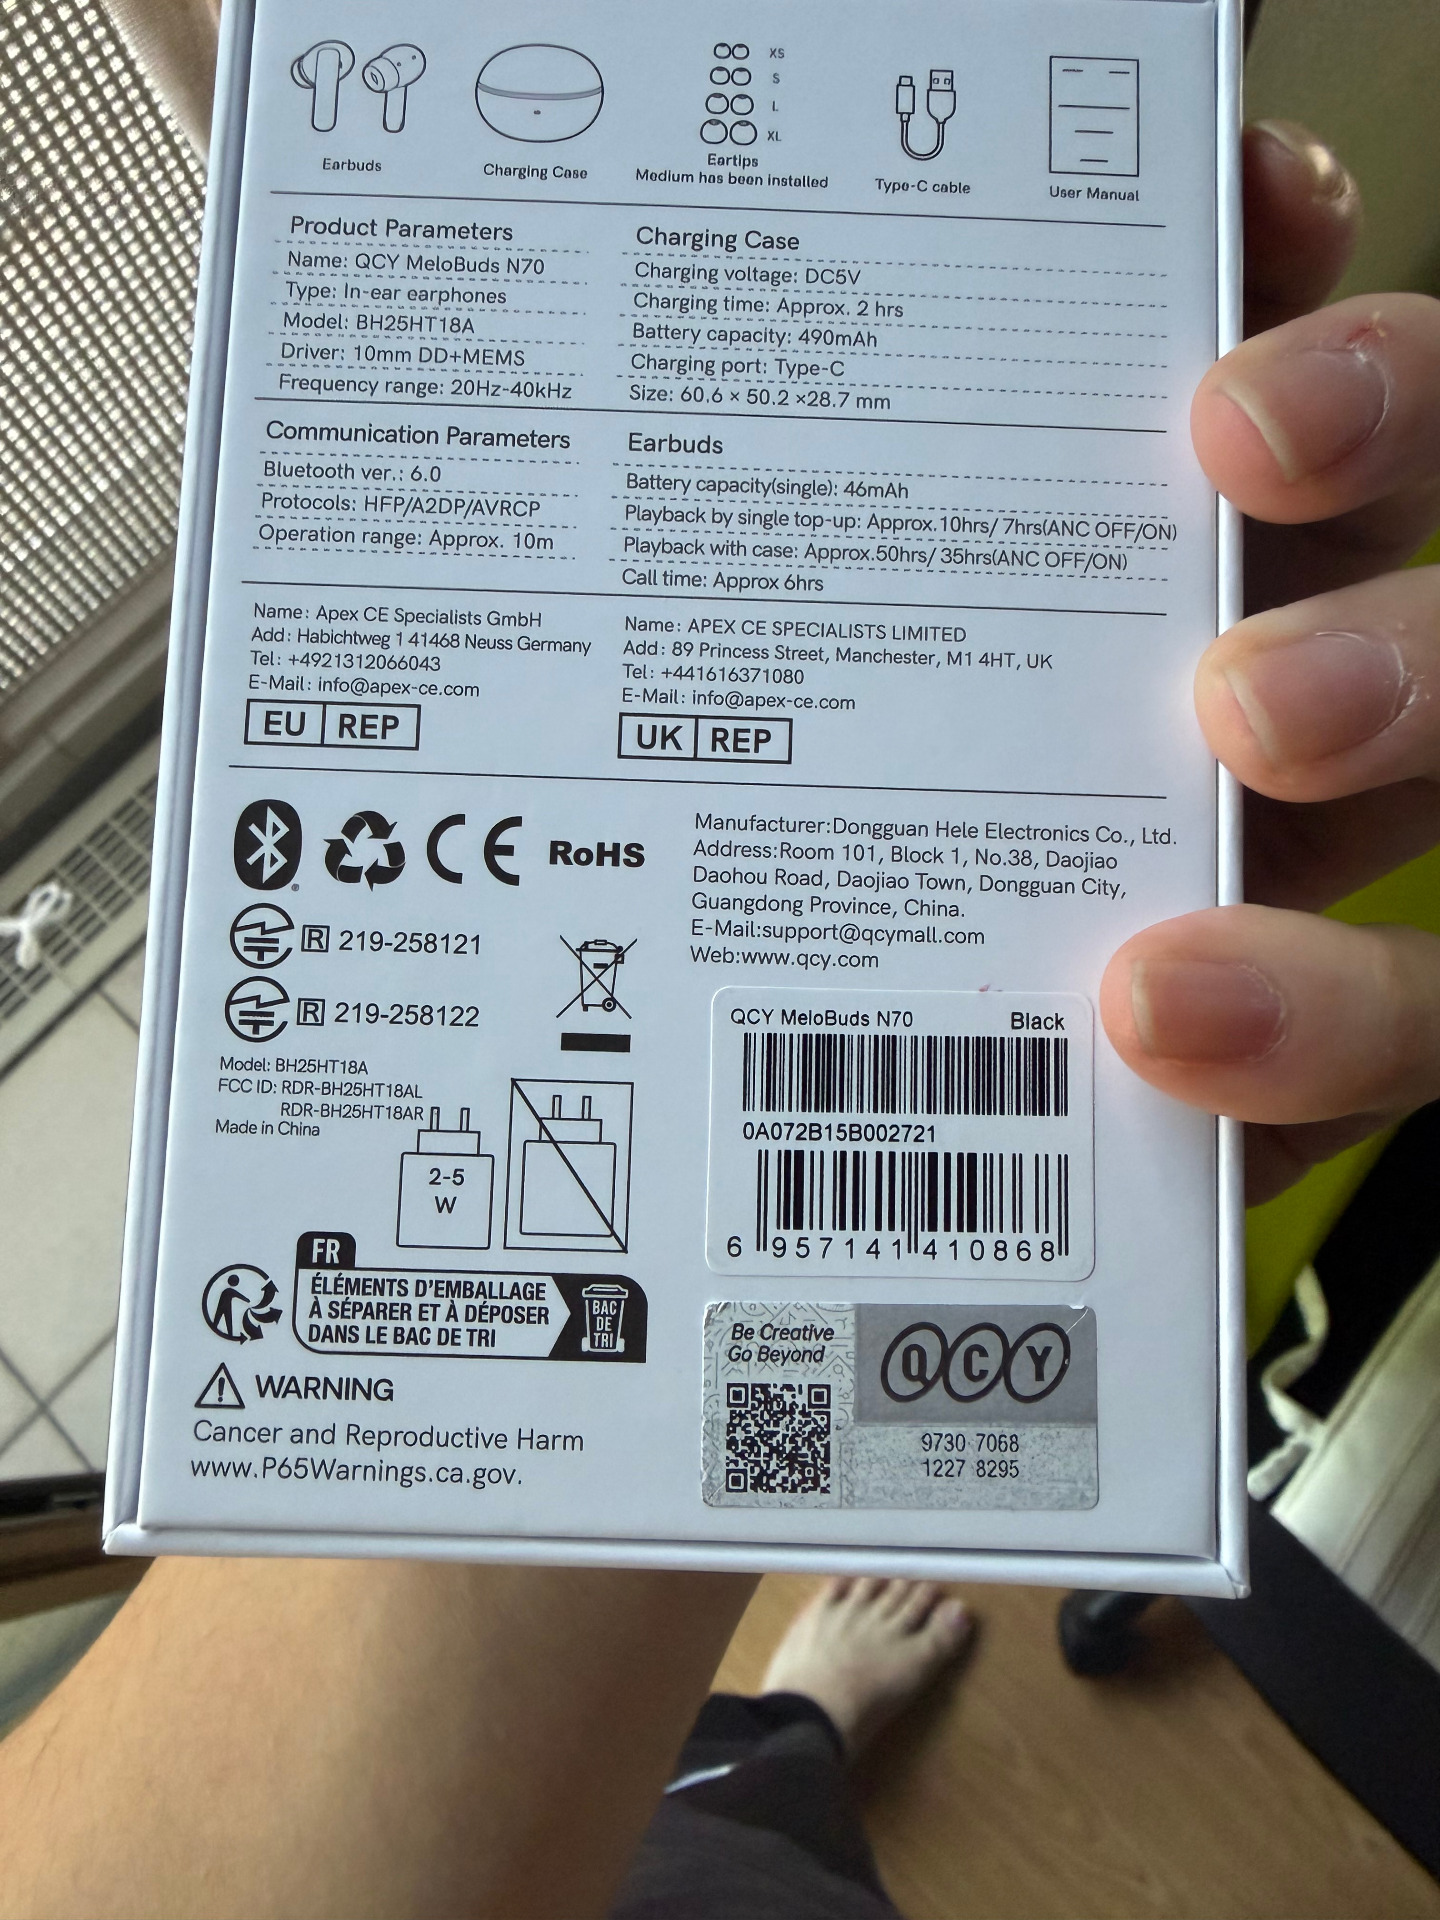 XS
S
L
XL
Earbuds
Charging Case
Eartips
Medium has been installed
Type-C cable
User Manual
Product Parameters
Name: QCY MeloBuds N70
Type: In-ear earphones
Model: BH25HT18A
Driver: 10mm DD+MEMS
Frequency range: 20Hz-40kHz
Charging Case
Charging voltage: DC5V
Charging time: Approx. 2 hrs
Battery capacity: 490mAh
Charging port: Type-C
Size: 60.6 × 50.2 ×28.7 mm
Communication Parameters
Bluetooth ver.: 6.0
Protocols: HFP/A2DP/AVRCP
Operation range: Approx. 10m
Earbuds
Battery capacity(single): 46mAh
Playback by single top-up: Approx.10hrs/ 7hrs(ANC OFF/ON)
Playback with case: Approx.50hrs/ 35hrs(ANC OFF/ON)
Call time: Approx 6hrs
Name: Apex CE Specialists GmbH
Add: Habichtweg 1 41468 Neuss Germany
Tel: +4921312066043
E-Mail: info@apex-ce.com
EU REP
Name: APEX CE SPECIALISTS LIMITED
Add: 89 Princess Street, Manchester, M1 4HT, UK
Tel: +441616371080
E-Mail: info@apex-ce.com
UK REP
CE RoHS
R 219-258121
R 219-258122
Model: BH25HT18A
FCC ID: RDR-BH25HT18AL
RDR-BH25HT18AR
Made in China
2-5
W
Manufacturer:Dongguan Hele Electronics Co., Ltd.
Address:Room 101, Block 1, No.38, Daojiao
Daohou Road, Daojiao Town, Dongguan City,
Guangdong Province, China.
E-Mail:support@qcymall.com
Web:www.qcy.com
QCY MeloBuds N70 Black
0A072B15B002721
6 957141 410868
FR
ÉLÉMENTS D'EMBALLAGE
À SÉPARER ET À DÉPOSER
DANS LE BAC DE TRI
BAC
DE
TRI
WARNING
Cancer and Reproductive Harm
www.P65Warnings.ca.gov.
Be Creative
Go Beyond
QCY
9730 7068
1227 8295